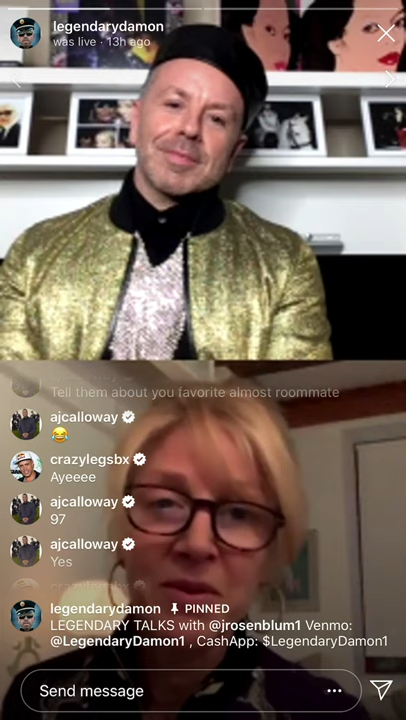 legendarydamon
was live · 13h ago
Tell them about you favorite almost roommate
ajcalloway
😂
crazylegsbx
Ayeeee
ajcalloway
97
ajcalloway
Yes
crazylegsbx
legendarydamon PINNED
LEGENDARY TALKS with @jrosenblum1 Venmo:
@LegendaryDamon1 , CashApp: $LegendaryDamon1
Send message